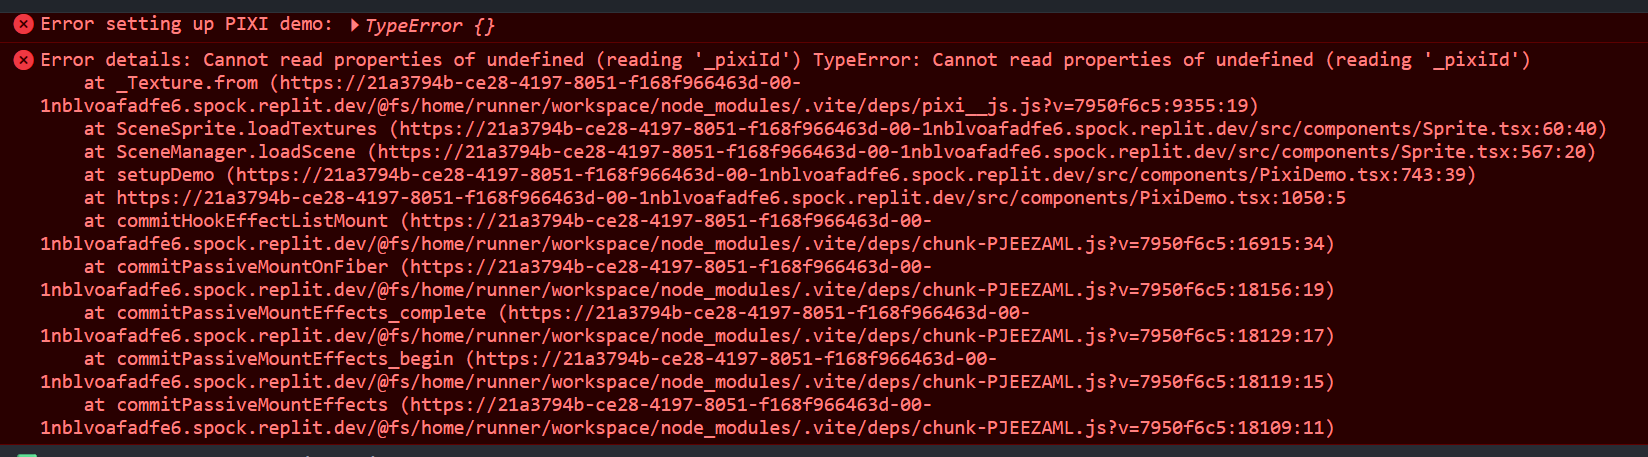 Error setting up PIXI demo: ▶TypeError {}
Error details: Cannot read properties of undefined (reading '_pixiId') TypeError: Cannot read properties of undefined (reading '_pixiId')
at _Texture.from (https://21a3794b-ce28-4197-8051-f168f966463d-00-
1nblvoafadfe6.spock.replit.dev/@fs/home/runner/workspace/node_modules/.vite/deps/pixi__js.js?v=7950f6c5:9355:19)
at SceneSprite.loadTextures (https://21a3794b-ce28-4197-8051-f168f966463d-00-1nblvoafadfe6.spock.replit.dev/src/components/Sprite.tsx:60:40)
at SceneManager.loadScene (https://21a3794b-ce28-4197-8051-f168f966463d-00-1nblvoafadfe6.spock.replit.dev/src/components/Sprite.tsx:567:20)
at setupDemo (https://21a3794b-ce28-4197-8051-f168f966463d-00-1nblvoafadfe6.spock.replit.dev/src/components/PixiDemo.tsx:743:39)
at https://21a3794b-ce28-4197-8051-f168f966463d-00-1nblvoafadfe6.spock.replit.dev/src/components/PixiDemo.tsx:1050:5
at commitHookEffectListMount (https://21a3794b-ce28-4197-8051-f168f966463d-00-
1nblvoafadfe6.spock.replit.dev/@fs/home/runner/workspace/node_modules/.vite/deps/chunk-PJEEZAML.js?v=7950f6c5:16915:34)
at commitPassiveMountOnFiber (https://21a3794b-ce28-4197-8051-f168f966463d-00-
1nblvoafadfe6.spock.replit.dev/@fs/home/runner/workspace/node_modules/.vite/deps/chunk-PJEEZAML.js?v=7950f6c5:18156:19)
at commitPassiveMountEffects_complete (https://21a3794b-ce28-4197-8051-f168f966463d-00-
1nblvoafadfe6.spock.replit.dev/@fs/home/runner/workspace/node_modules/.vite/deps/chunk-PJEEZAML.js?v=7950f6c5:18129:17)
at commitPassiveMountEffects_begin (https://21a3794b-ce28-4197-8051-f168f966463d-00-
1nblvoafadfe6.spock.replit.dev/@fs/home/runner/workspace/node_modules/.vite/deps/chunk-PJEEZAML.js?v=7950f6c5:18119:15)
at commitPassiveMountEffects (https://21a3794b-ce28-4197-8051-f168f966463d-00-
1nblvoafadfe6.spock.replit.dev/@fs/home/runner/workspace/node_modules/.vite/deps/chunk-PJEEZAML.js?v=7950f6c5:18109:11)